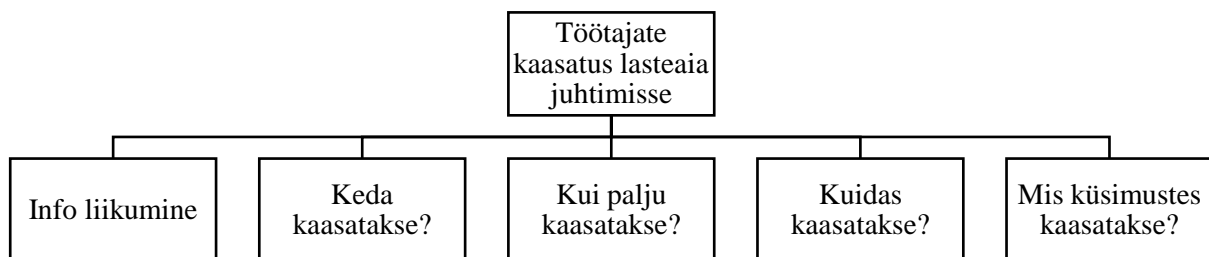 Töötajate
kaasatus lasteaia
juhtimisse
Info liikumine
Keda
kaasatakse?
Kui palju
kaasatakse?
Kuidas
kaasatakse?
Mis küsimustes
kaasatakse?